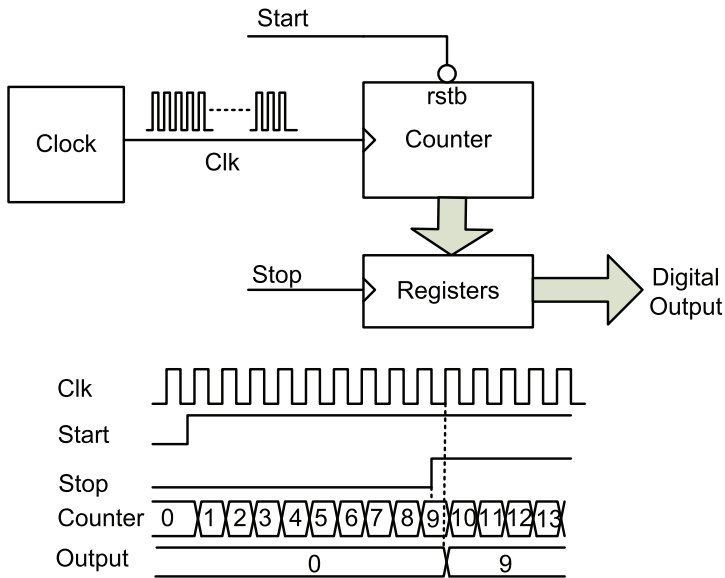 Start
rstb
Clock
Counter
Clk
Stop
Registers
Digital
Output
Clk
Start
Stop
Counter 0 1 2 3 4 5 6 7 8 9 10 11 12 13
Output 0 9